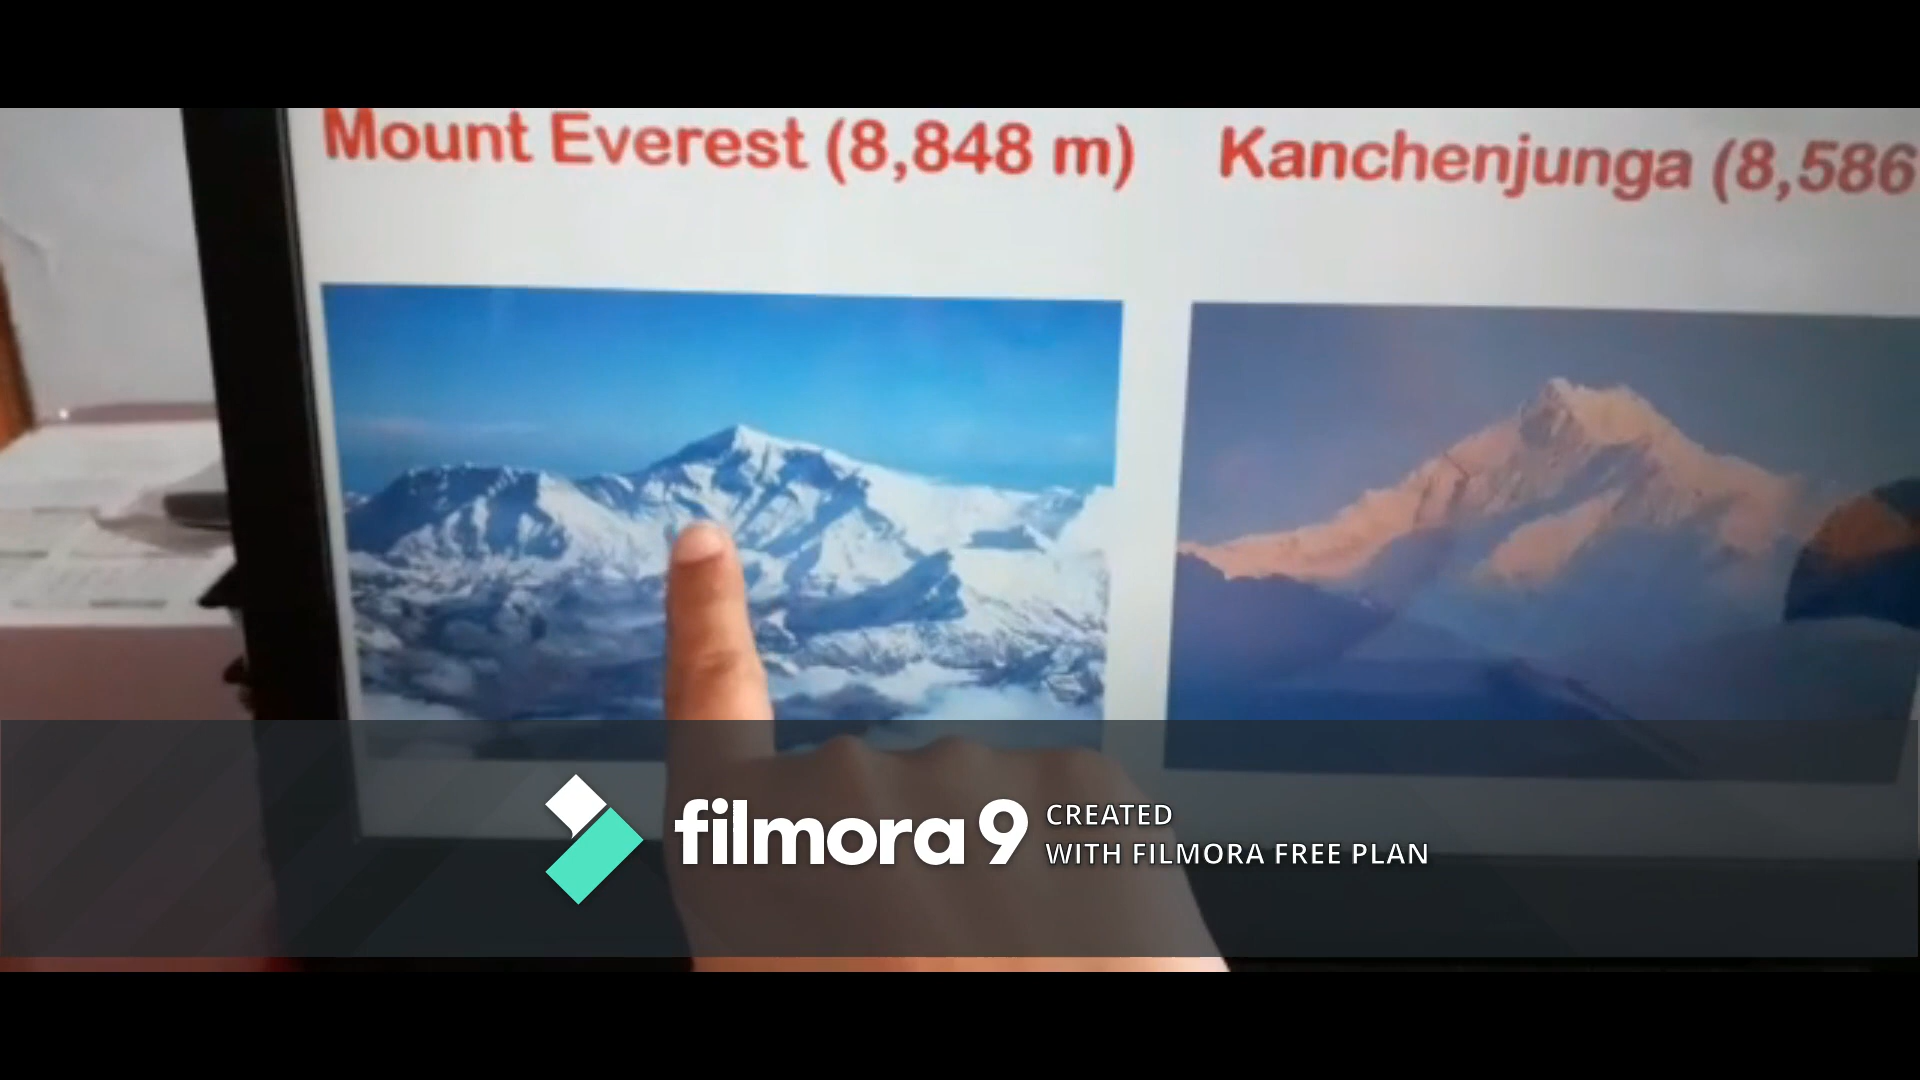 Mount Everest (8,848 m)
Kanchenjunga (8,586
filmora9
CREATED
WITH FILMORA FREE PLAN